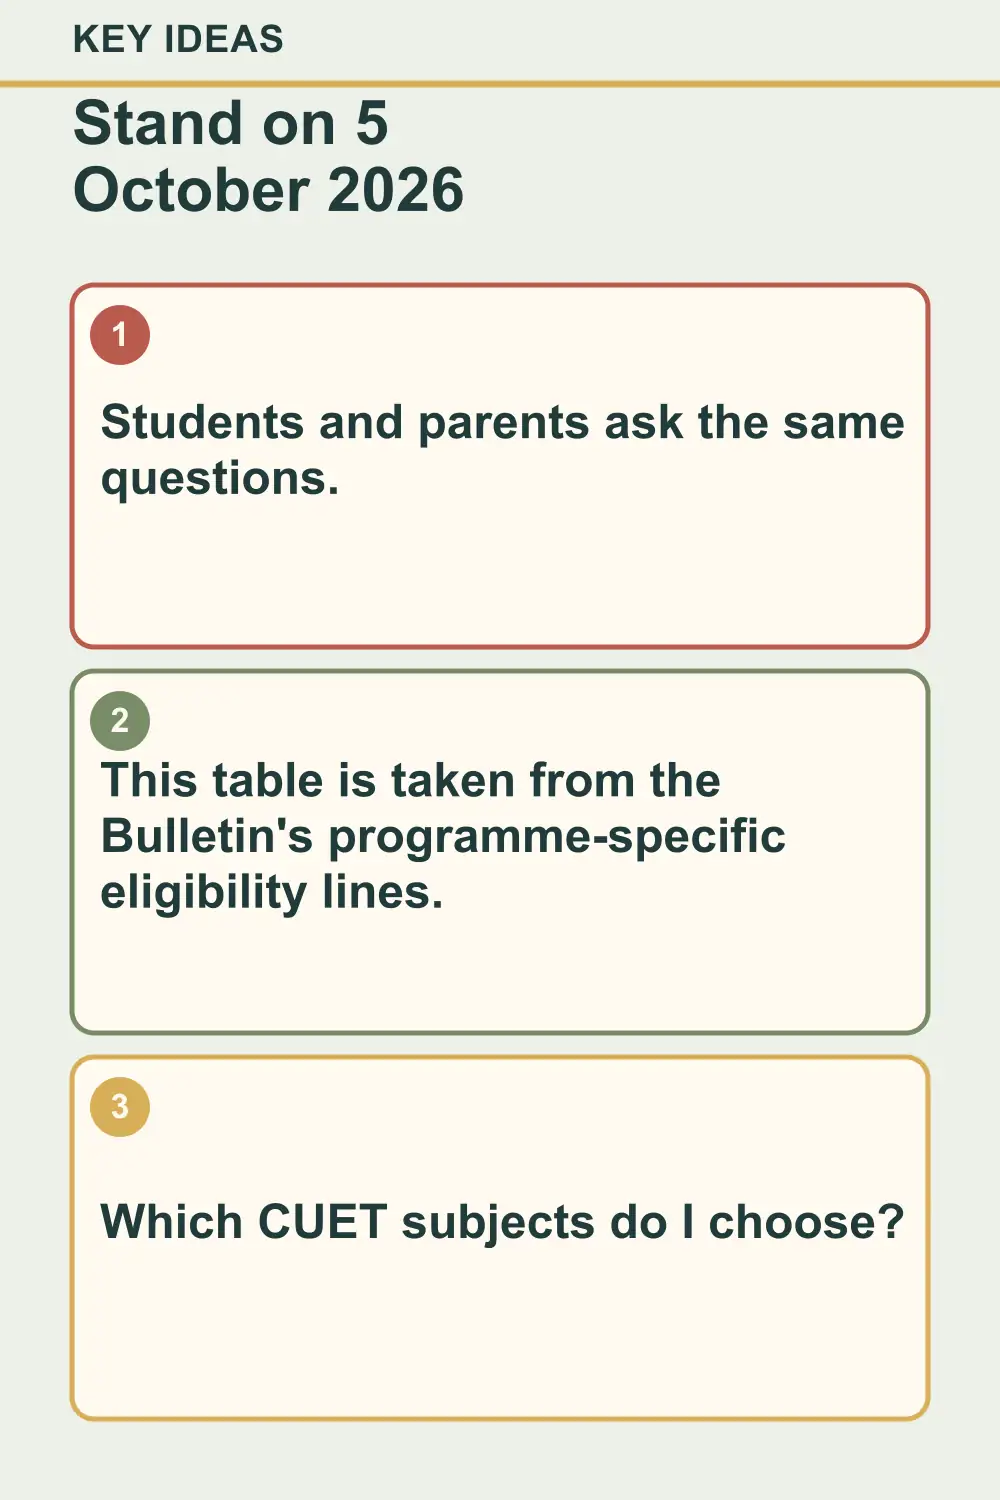 KEY IDEAS
Stand on 5
October 2026
1
Students and parents ask the same
questions.
2
This table is taken from the
Bulletin's programme-specific
eligibility lines.
3
Which CUET subjects do I choose?